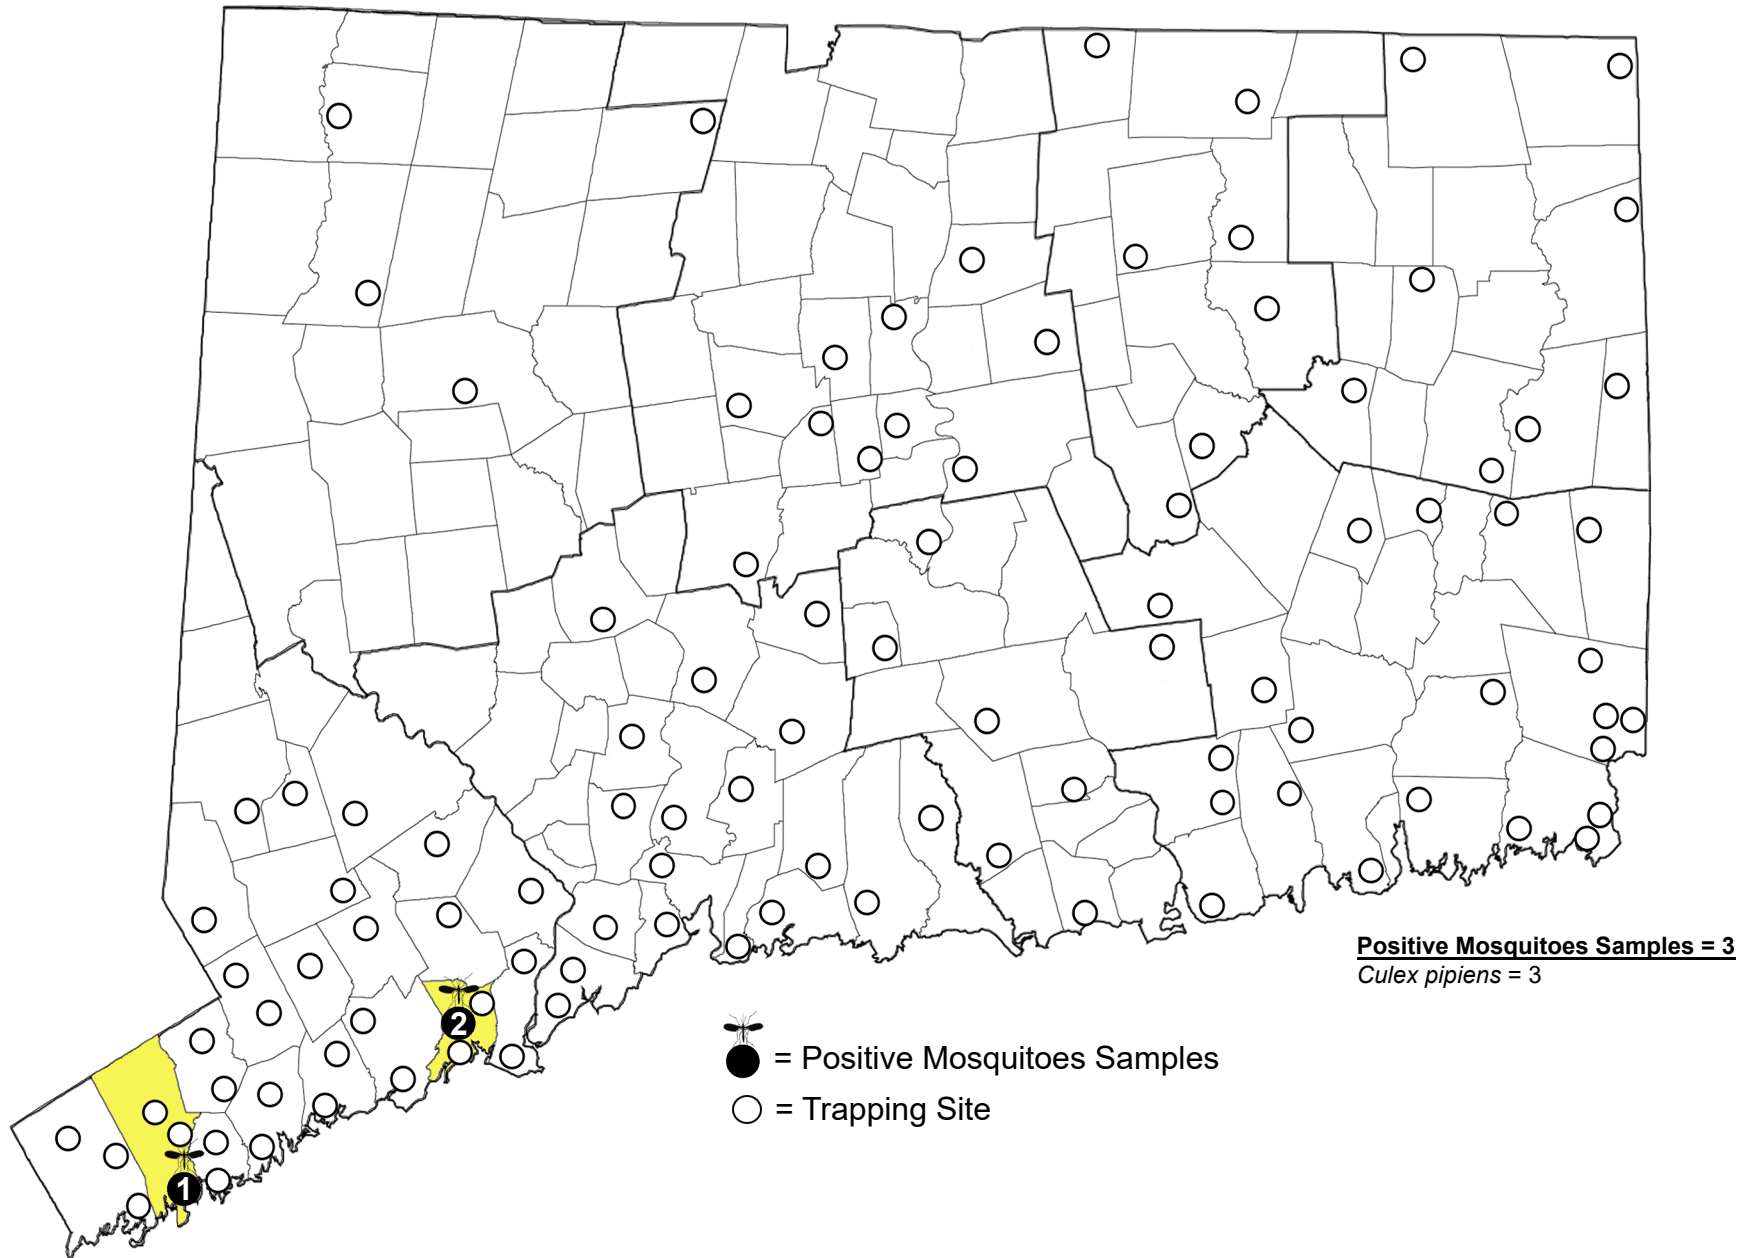 Positive Mosquitoes Samples = 3
Culex pipiens = 3
2
= Positive Mosquitoes Samples
= Trapping Site
1